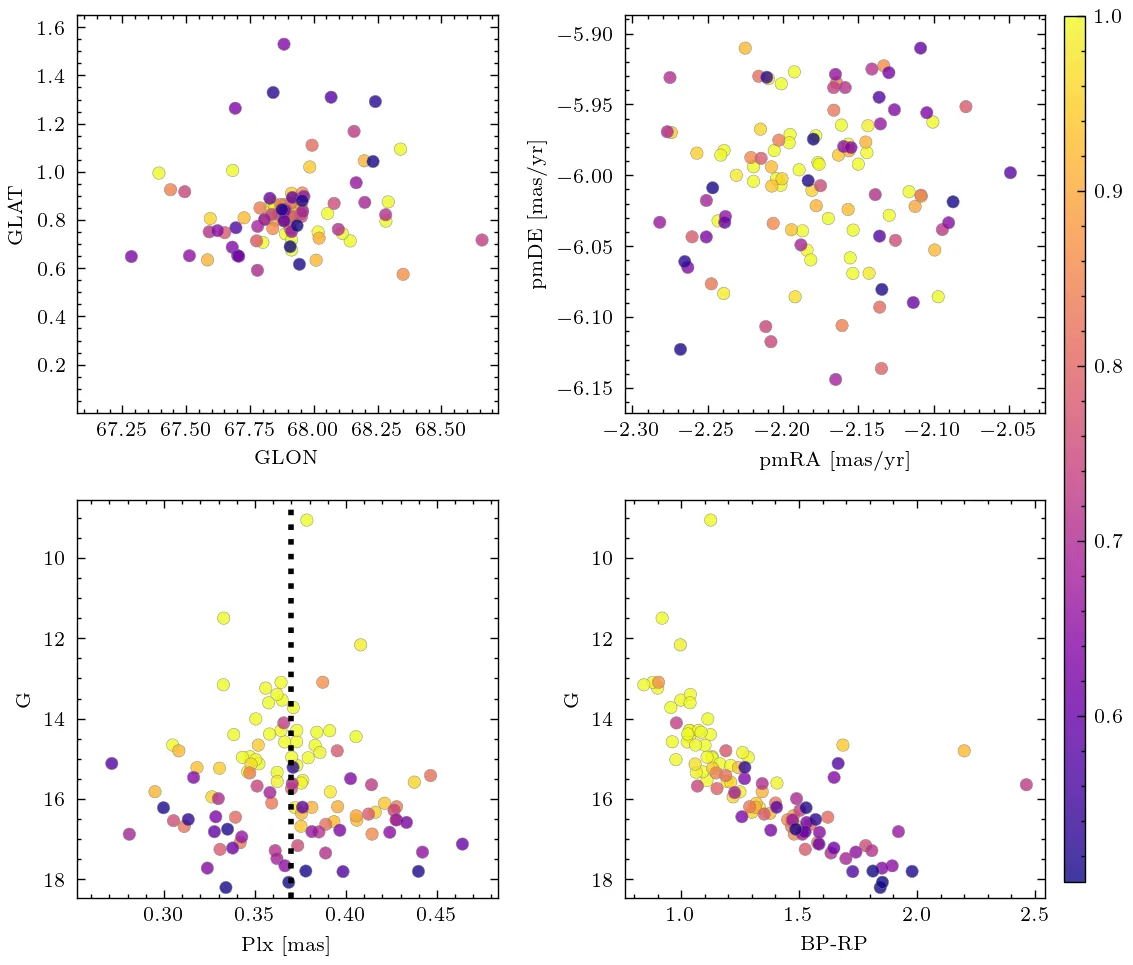 1.6
1.4
1.2
1.0
0.8
0.6
0.4
0.2
GLAT
67.25 67.50 67.75 68.00 68.25 68.50
GLON
−5.90
−5.95
−6.00
−6.05
−6.10
−6.15
pmDE [mas/yr]
−2.30 −2.25 −2.20 −2.15 −2.10 −2.05
pmRA [mas/yr]
1.0
0.9
0.8
0.7
0.6
10
12
14
16
18
G
0.30 0.35 0.40 0.45
Plx [mas]
10
12
14
16
18
G
1.0 1.5 2.0 2.5
BP-RP